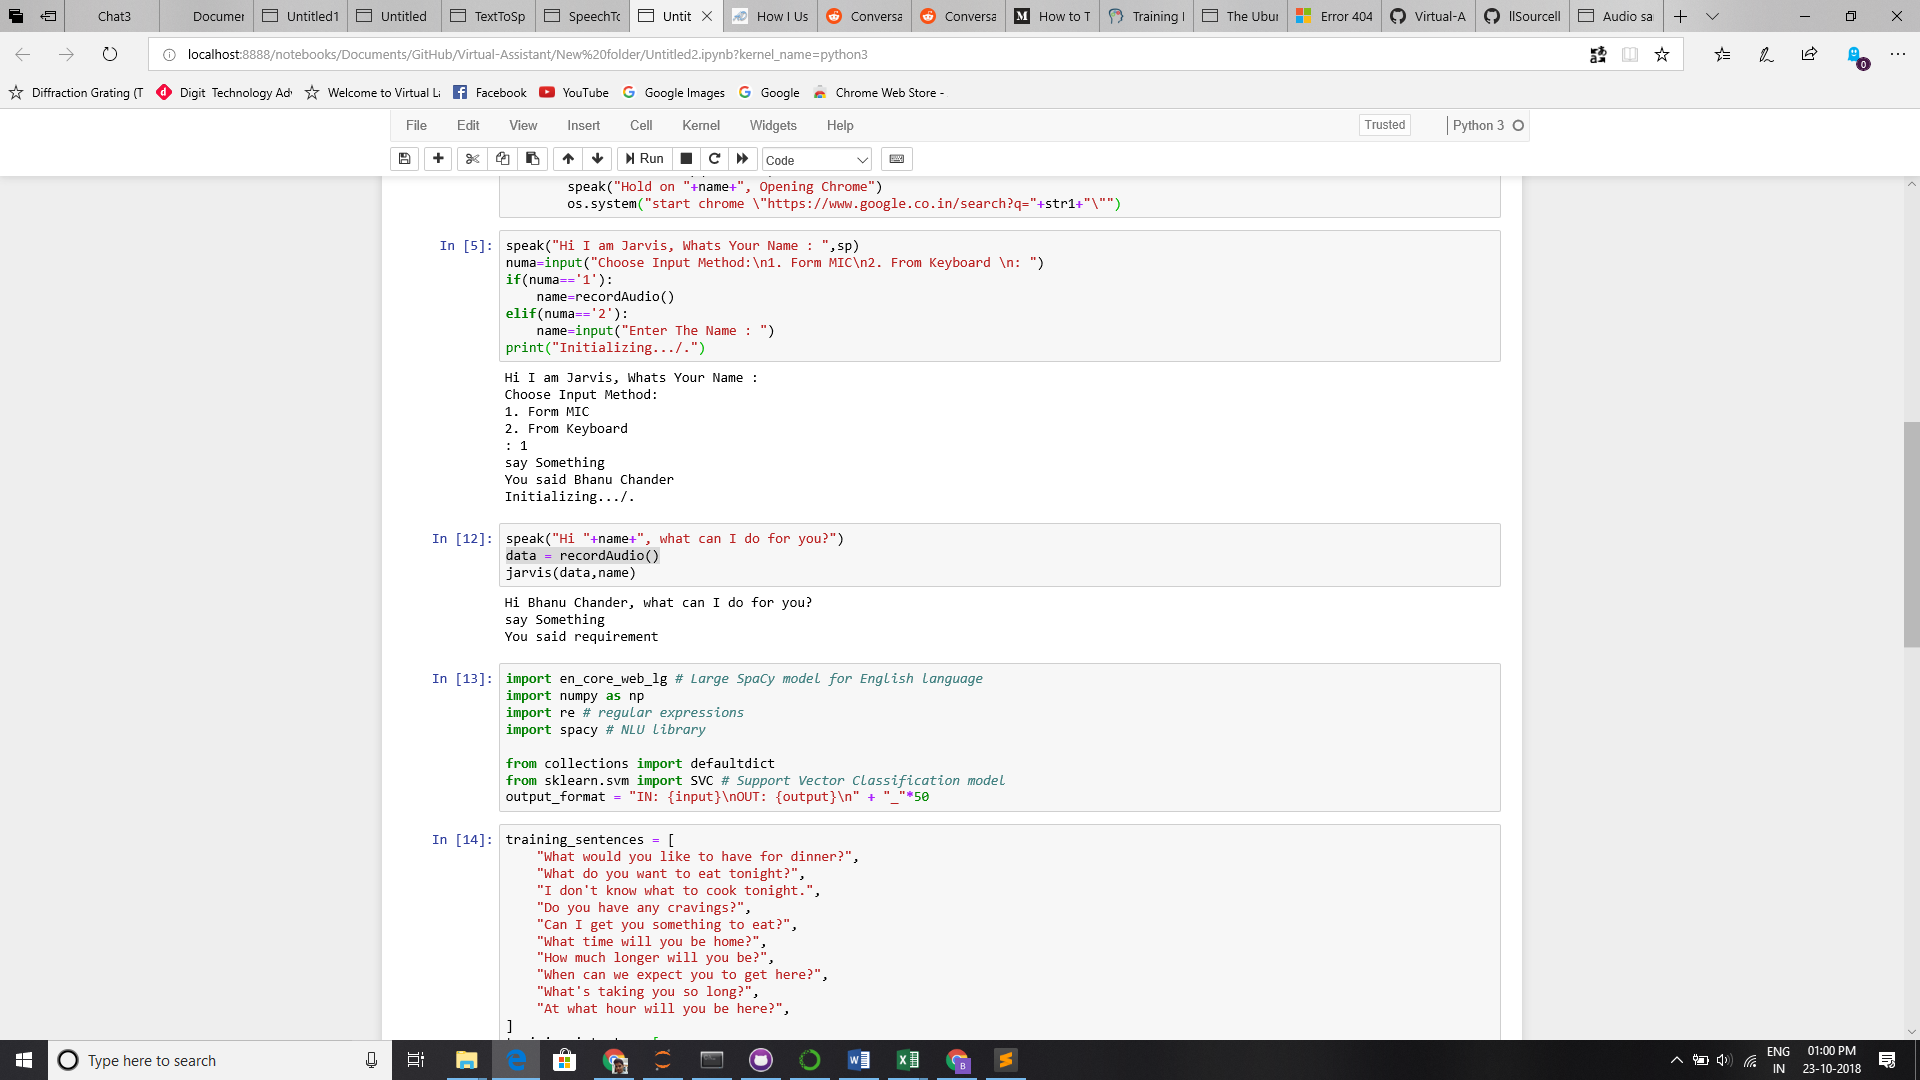 Chat3 Documer Untitled1 Untitled TextToSp SpeechTc Untit How I Us Conversa Conversa How to T Training I The Ubur Error 404 Virtual-A llSourcell Audio sa
localhost:8888/notebooks/Documents/GitHub/Virtual-Assistant/New%20folder/Untitled2.ipynb?kernel_name=python3
0
Diffraction Grating (T Digit Technology Adv Welcome to Virtual La Facebook YouTube Google Images Google Chrome Web Store -
File Edit View Insert Cell Kernel Widgets Help Trusted Python 3
Run Code
speak("Hold on "+name+", Opening Chrome")
os.system("start chrome \"https://www.google.co.in/search?q="+str1+"\"")
In [5]: speak("Hi I am Jarvis, Whats Your Name : ",sp)
numa=input("Choose Input Method:\n1. Form MIC\n2. From Keyboard \n: ")
if(numa=='1'):
name=recordAudio()
elif(numa=='2'):
name=input("Enter The Name : ")
print("Initializing.../.")
Hi I am Jarvis, Whats Your Name :
Choose Input Method:
1. Form MIC
2. From Keyboard
: 1
say Something
You said Bhanu Chander
Initializing.../.
In [12]: speak("Hi "+name+", what can I do for you?")
data = recordAudio()
jarvis(data,name)
Hi Bhanu Chander, what can I do for you?
say Something
You said requirement
In [13]: import en_core_web_lg # Large SpaCy model for English language
import numpy as np
import re # regular expressions
import spacy # NLU library
from collections import defaultdict
from sklearn.svm import SVC # Support Vector Classification model
output_format = "IN: {input}\nOUT: {output}\n" + "_"*50
In [14]: training_sentences = [
"What would you like to have for dinner?",
"What do you want to eat tonight?",
"I don't know what to cook tonight.",
"Do you have any cravings?",
"Can I get you something to eat?",
"What time will you be home?",
"How much longer will you be?",
"When can we expect you to get here?",
"What's taking you so long?",
"At what hour will you be here?",
]
Type here to search
ENG 01:00 PM
IN 23-10-2018